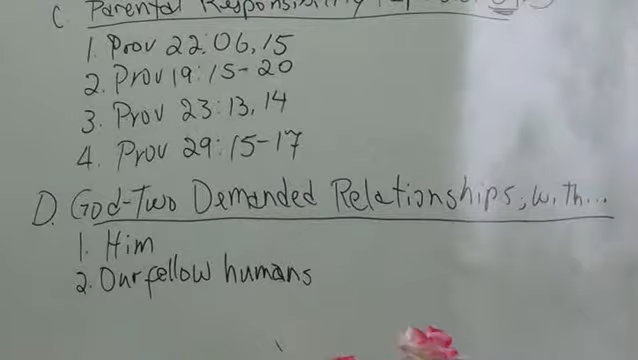 C Parental Responsibility
1. Prov 22:06,15
2. Prov 19:15-20
3. Prov 23:13,14
4. Prov 29:15-17
D. God-Two Demanded Relationships, with...
1. Him
2. Our fellow humans